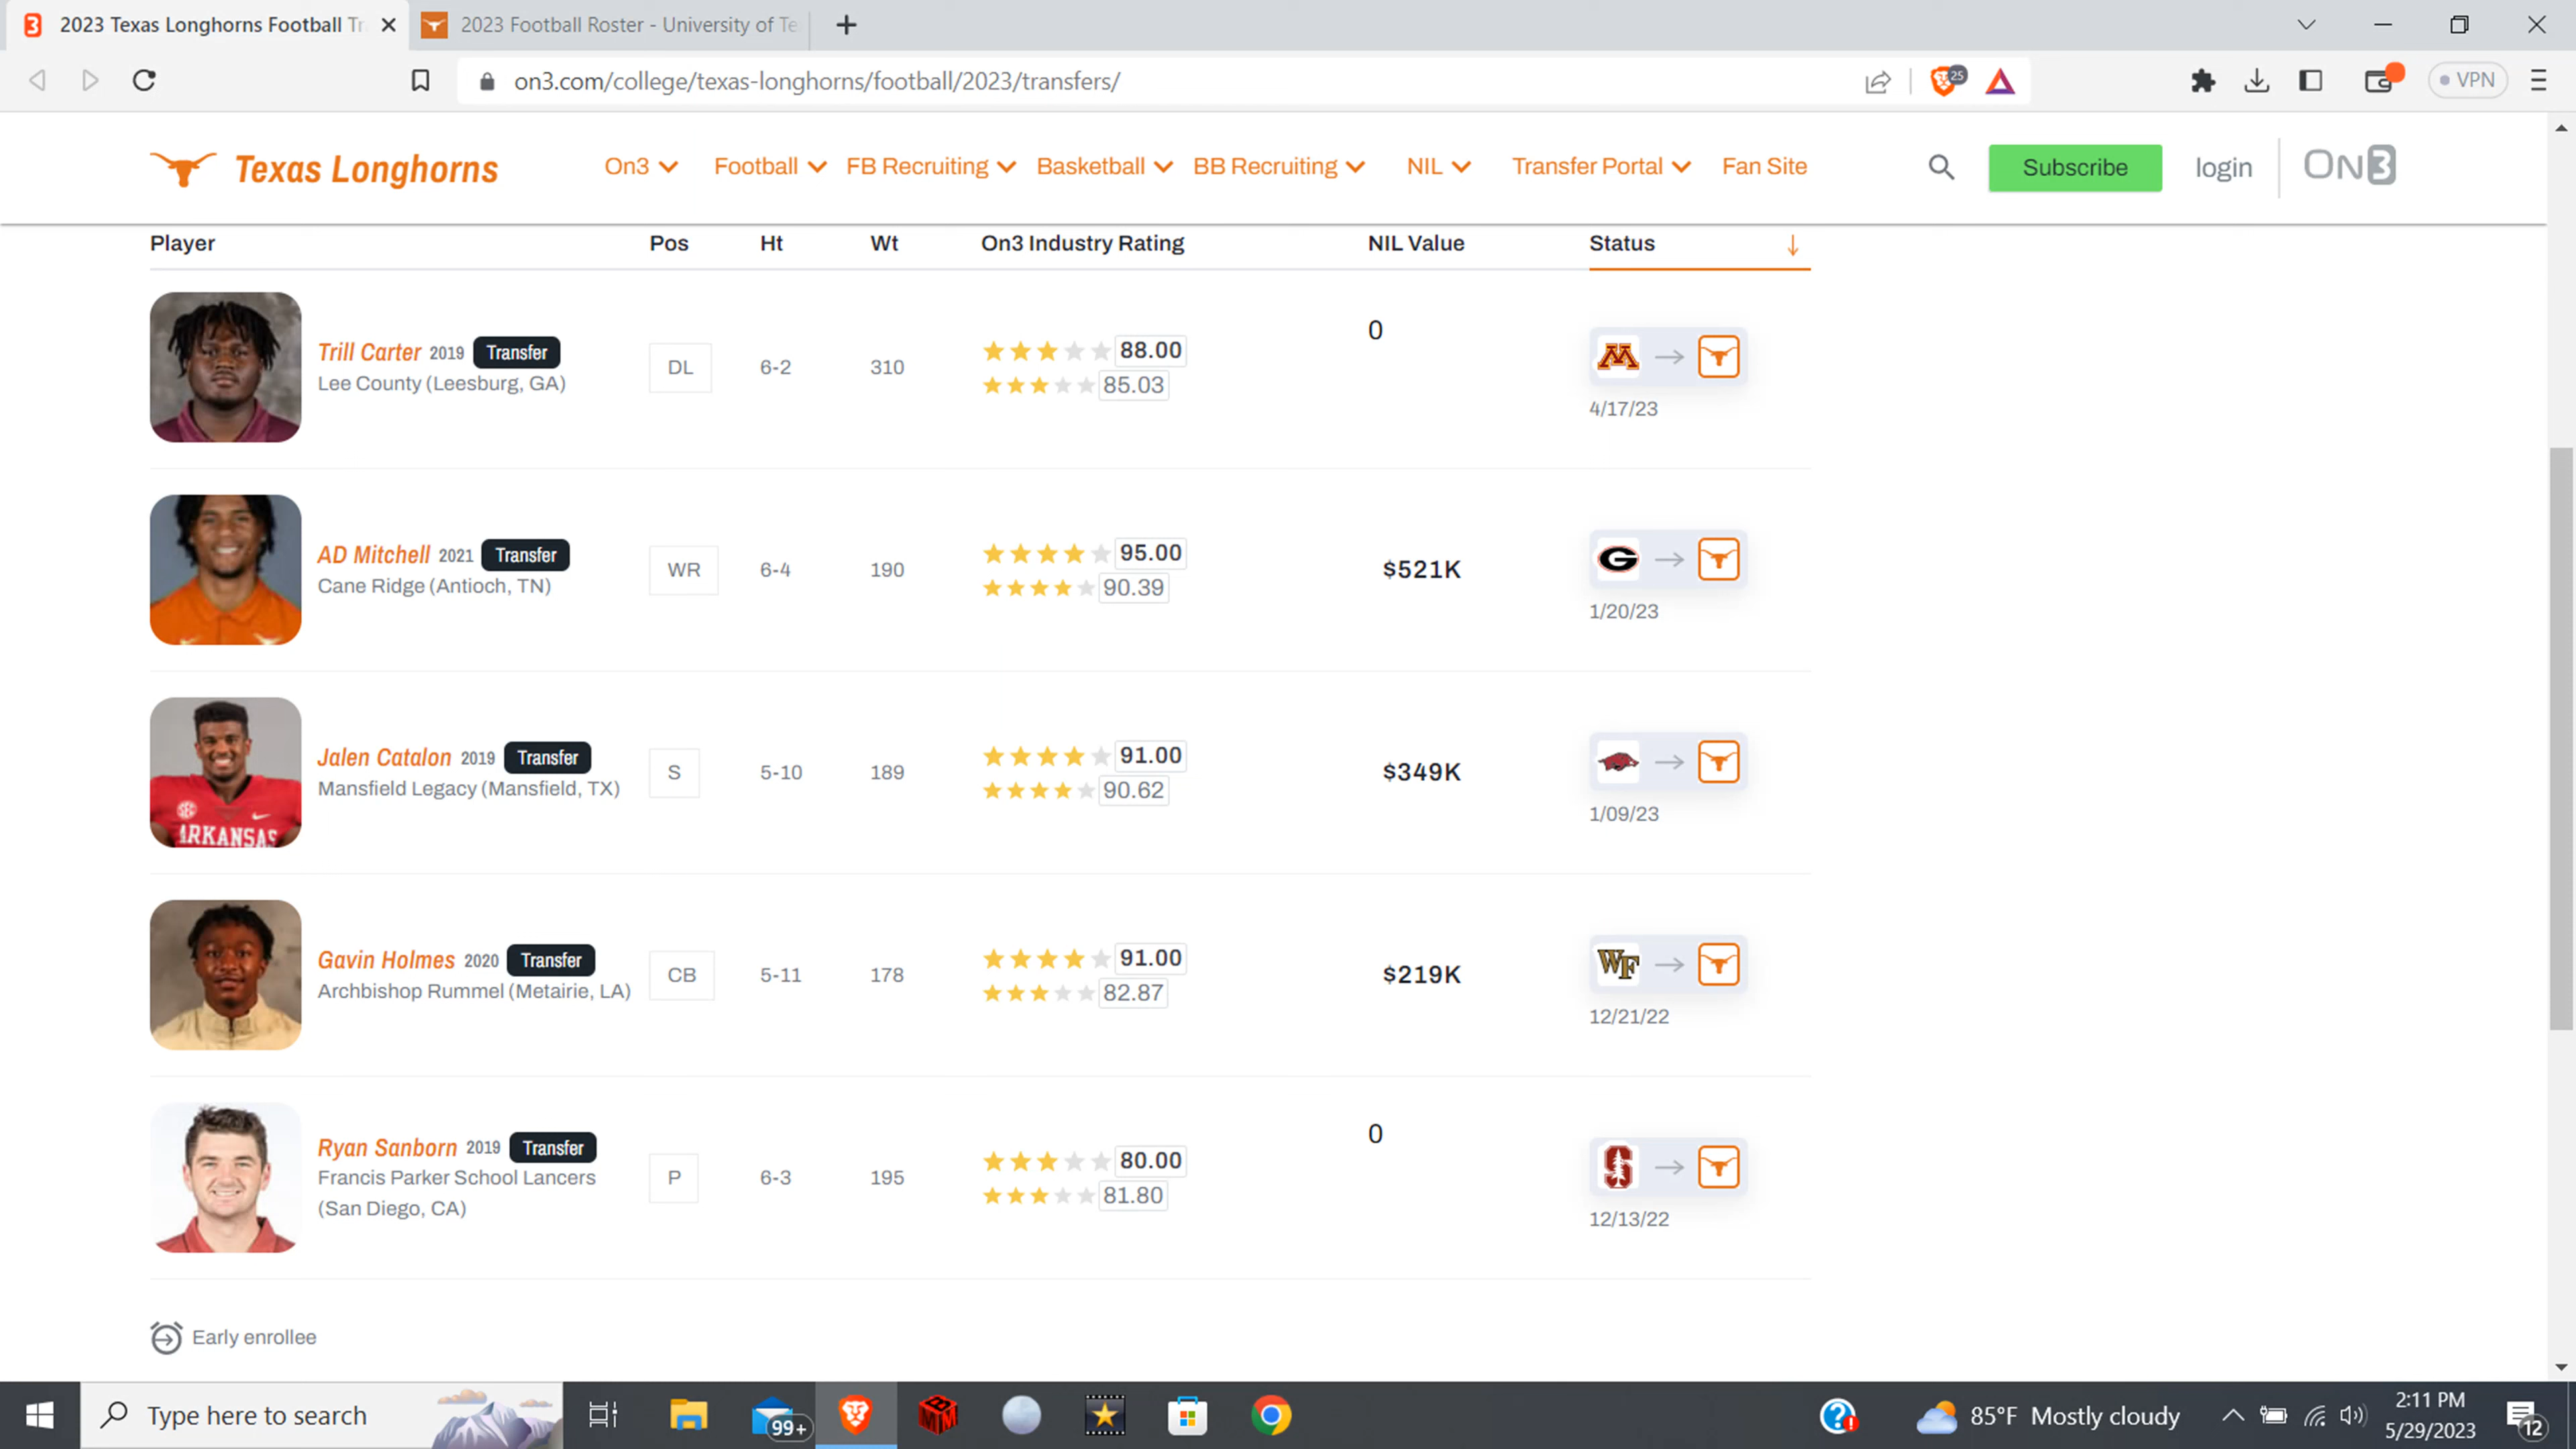 2023 Texas Longhorns Football Tr
2023 Football Roster - University of Te
on3.com/college/texas-longhorns/football/2023/transfers/
25
VPN
Texas Longhorns
On3 Football FB Recruiting Basketball BB Recruiting NIL Transfer Portal Fan Site
Subscribe login ON3
Player Pos Ht Wt On3 Industry Rating NIL Value Status
Trill Carter 2019 Transfer
Lee County (Leesburg, GA)
DL 6-2 310
88.00
85.03
0
M
4/17/23
AD Mitchell 2021 Transfer
Cane Ridge (Antioch, TN)
WR 6-4 190
95.00
90.39
$521K
G
1/20/23
ARKANSAS
Jalen Catalon 2019 Transfer
Mansfield Legacy (Mansfield, TX)
S 5-10 189
91.00
90.62
$349K
1/09/23
Gavin Holmes 2020 Transfer
Archbishop Rummel (Metairie, LA)
CB 5-11 178
91.00
82.87
$219K
WF
12/21/22
Ryan Sanborn 2019 Transfer
Francis Parker School Lancers
(San Diego, CA)
P 6-3 195
80.00
81.80
0
S
12/13/22
Early enrollee
Type here to search
99+
85°F Mostly cloudy
2:11 PM
5/29/2023
12